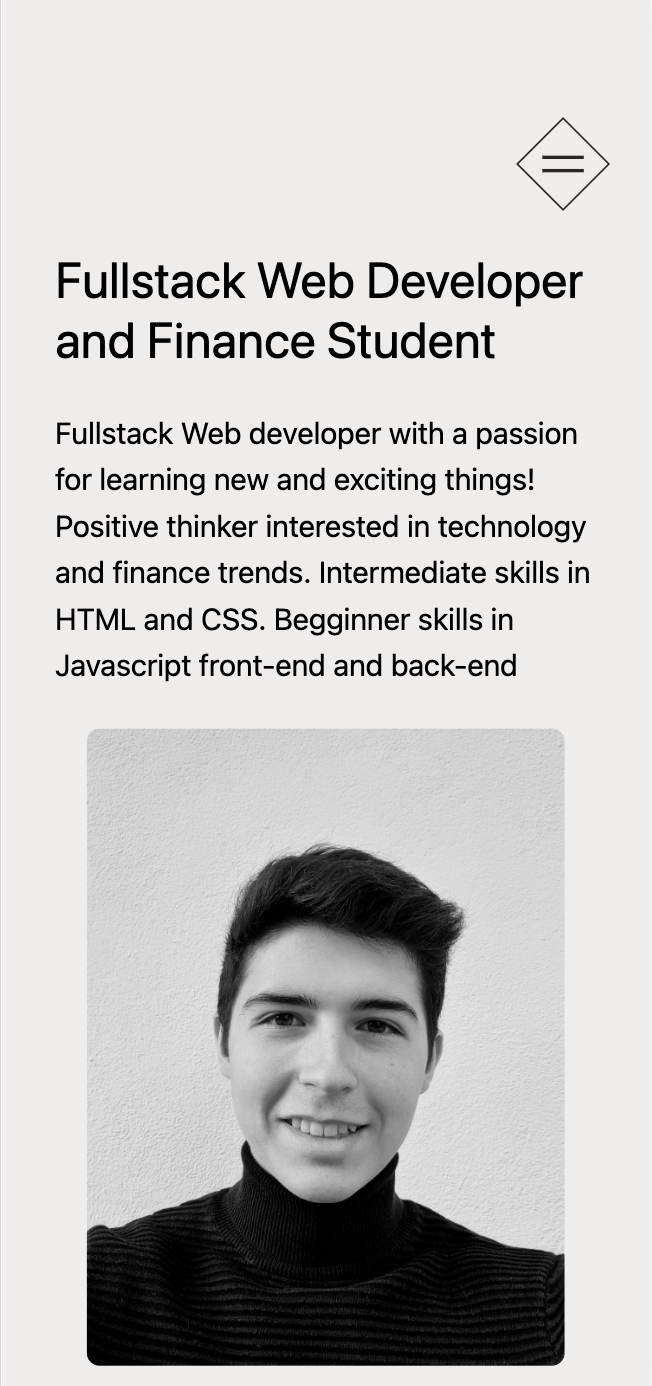 Fullstack Web Developer
and Finance Student
Fullstack Web developer with a passion
for learning new and exciting things!
Positive thinker interested in technology
and finance trends. Intermediate skills in
HTML and CSS. Begginner skills in
Javascript front-end and back-end